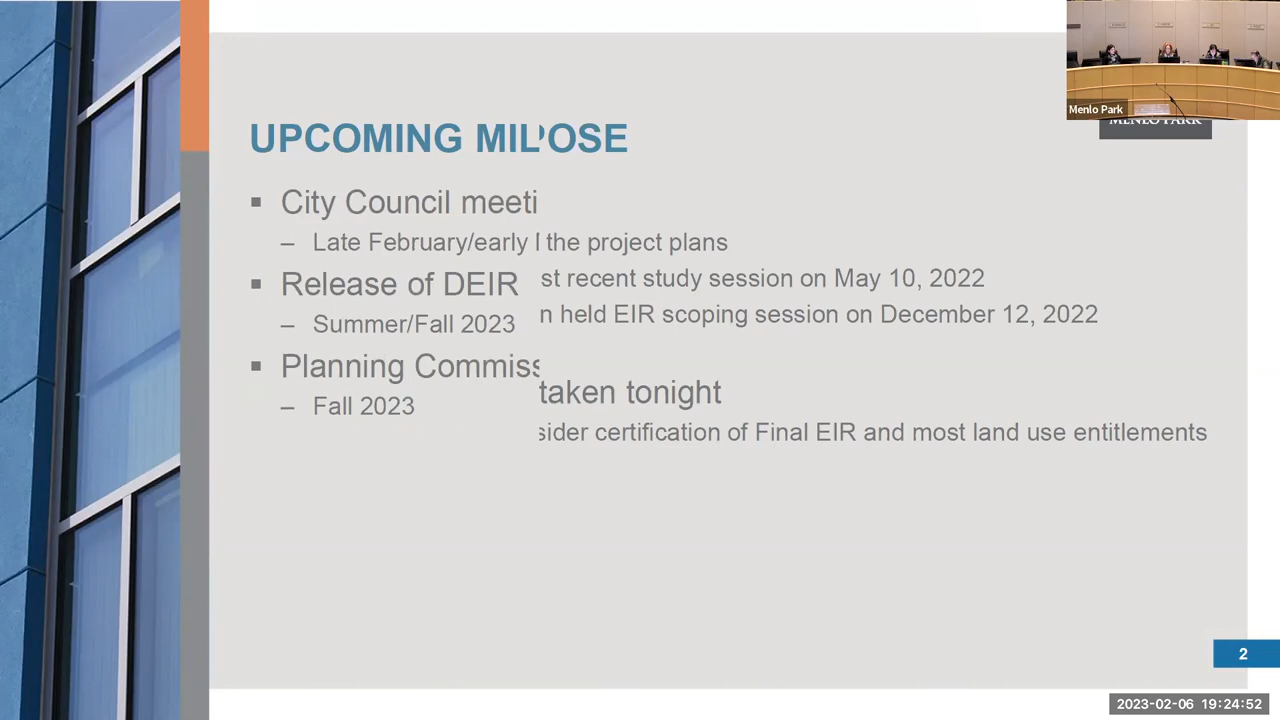 Menlo Park
MENLO PARK
UPCOMING MIL OSE
▪ City Council meeti
– Late February/early the project plans
▪ Release of DEIR st recent study session on May 10, 2022
– Summer/Fall 2023 n held EIR scoping session on December 12, 2022
▪ Planning Commiss
taken tonight
– Fall 2023
sider certification of Final EIR and most land use entitlements
2
2023-02-06 19:24:52